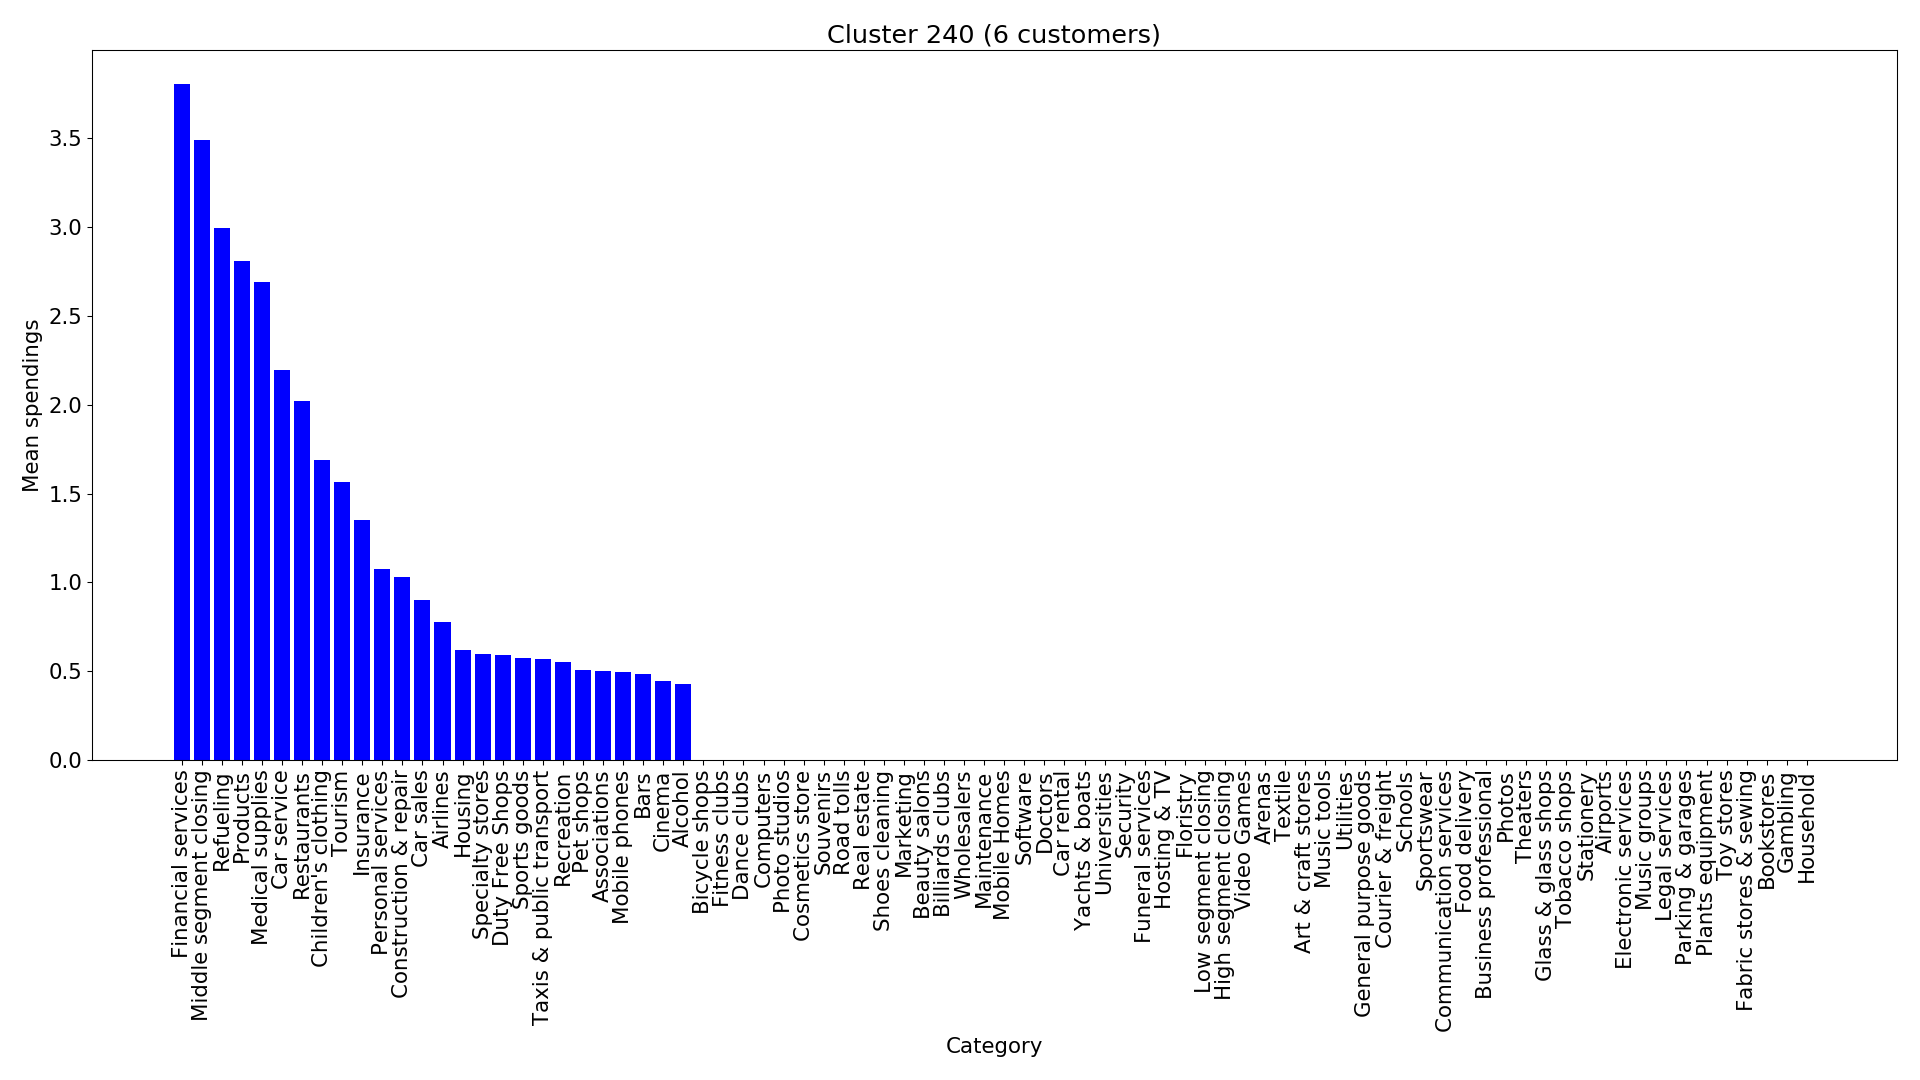 Cluster 240 (6 customers)
Mean spendings
3.5
3.0
2.5
2.0
1.5
1.0
0.5
0.0
Financial services
Middle segment closing
Refueling
Products
Medical supplies
Car service
Restaurants
Children's clothing
Tourism
Insurance
Personal services
Construction & repair
Car sales
Airlines
Housing
Specialty stores
Duty Free Shops
Sports goods
Taxis & public transport
Recreation
Pet shops
Associations
Mobile phones
Bars
Cinema
Alcohol
Bicycle shops
Fitness clubs
Dance clubs
Computers
Photo studios
Cosmetics store
Souvenirs
Road tolls
Real estate
Shoes cleaning
Marketing
Beauty salons
Billiards clubs
Wholesalers
Maintenance
Mobile Homes
Software
Doctors
Car rental
Yachts & boats
Universities
Security
Funeral services
Hosting & TV
Floristry
Low segment closing
High segment closing
Video Games
Arenas
Textile
Art & craft stores
Music tools
Utilities
General purpose goods
Courier & freight
Schools
Sportswear
Communication services
Food delivery
Business professional
Photos
Theaters
Glass & glass shops
Tobacco shops
Stationery
Airports
Electronic services
Music groups
Legal services
Parking & garages
Plants equipment
Toy stores
Fabric stores & sewing
Bookstores
Gambling
Household
Category